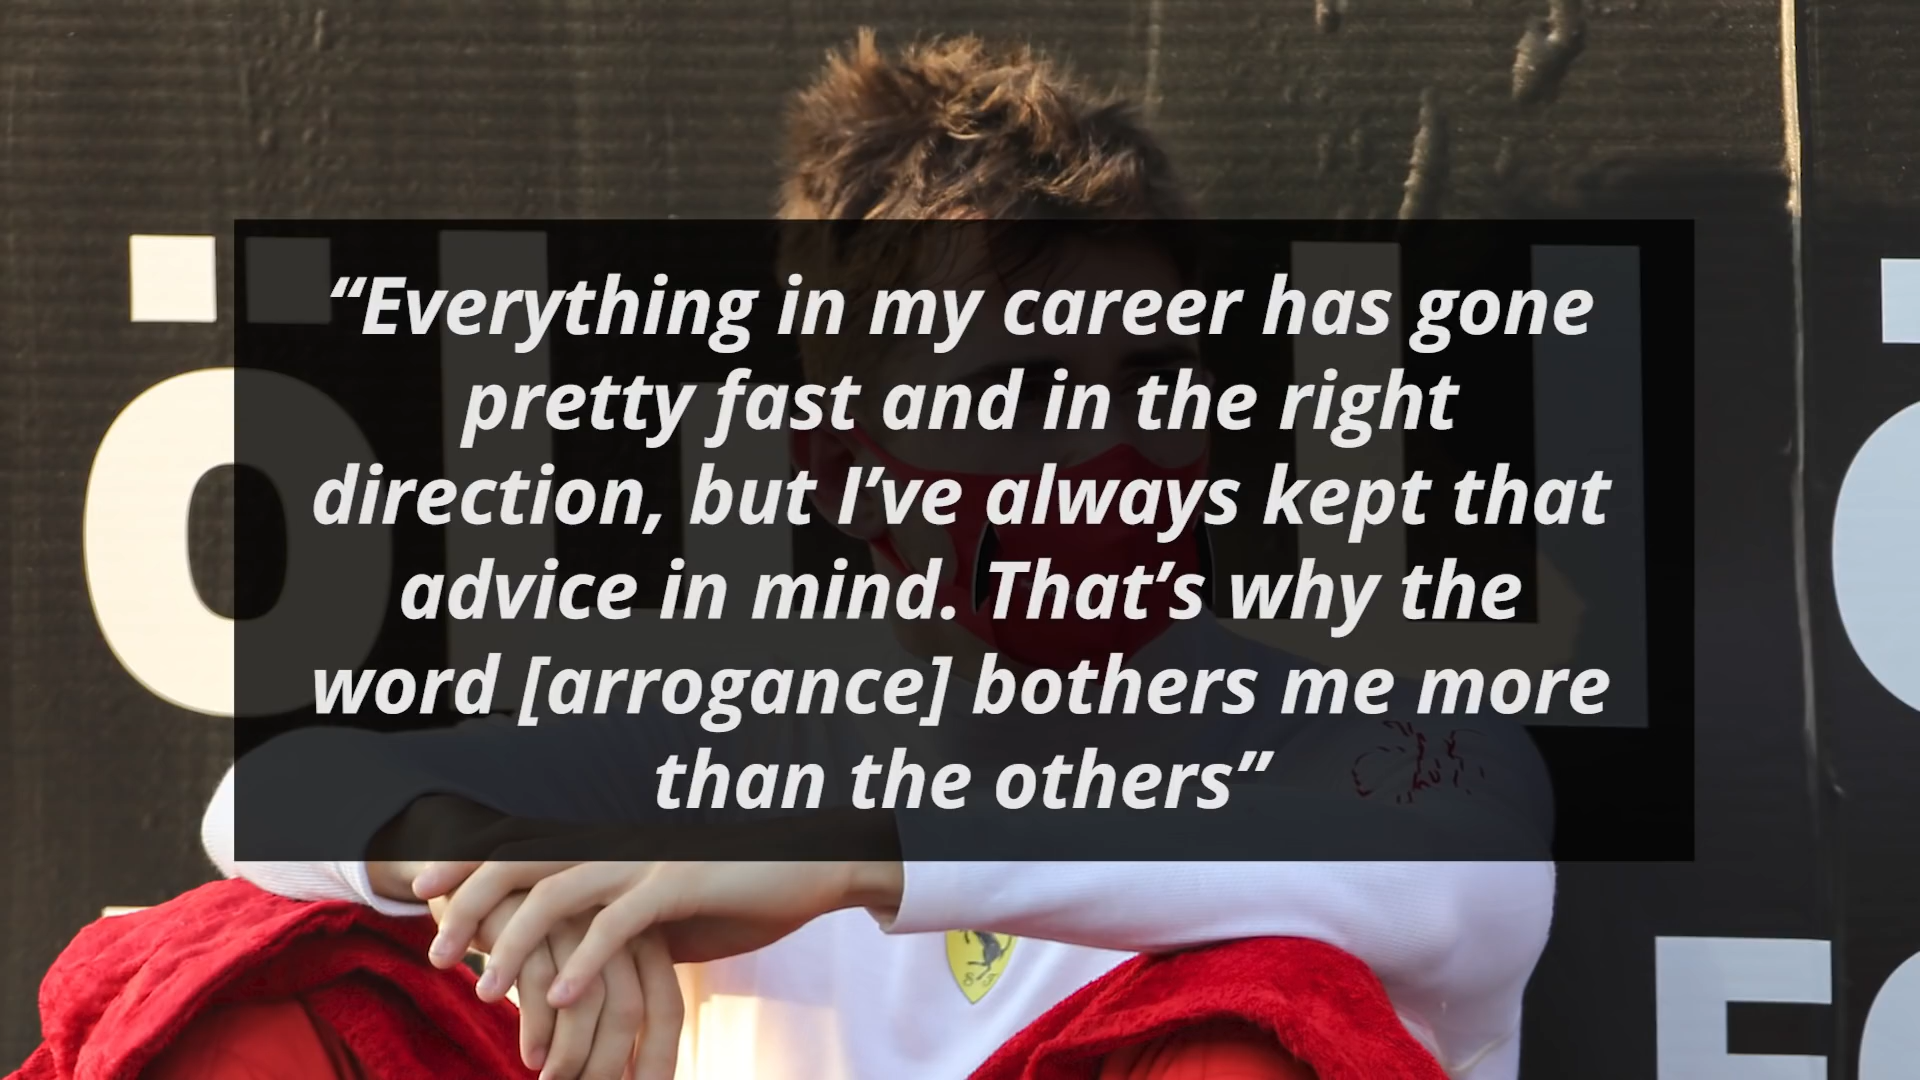 “Everything in my career has gone
pretty fast and in the right
direction, but I’ve always kept that
advice in mind. That’s why the
word [arrogance] bothers me more
than the others”
S F